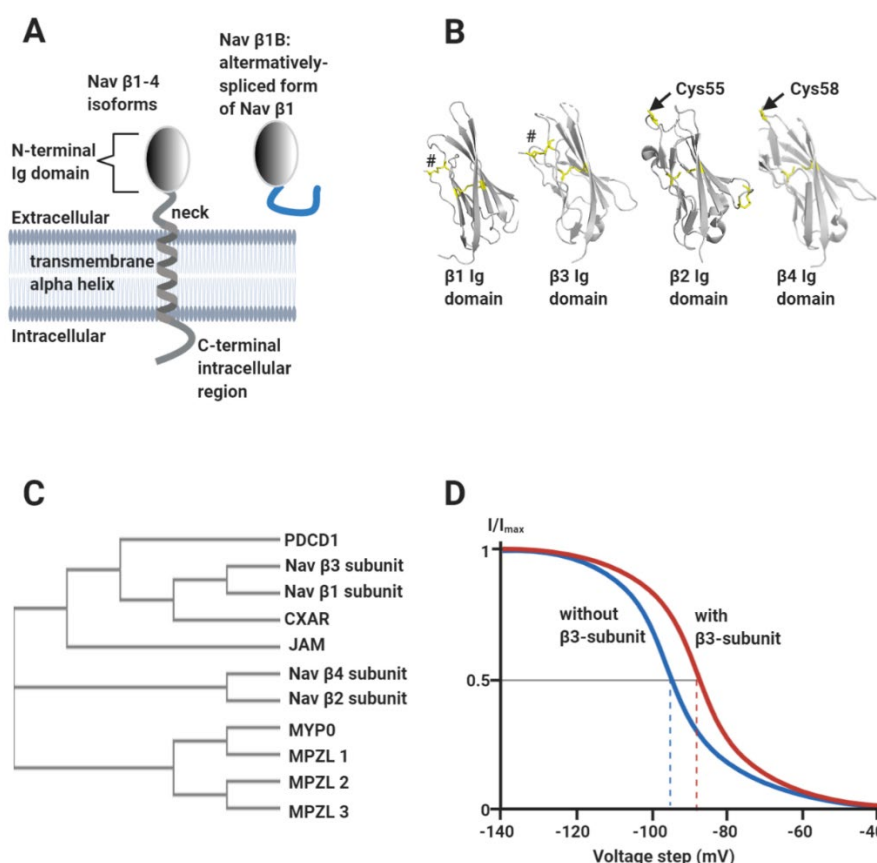 A
Nav β1-4
isoforms
N-terminal
Ig domain
neck
Extracellular
transmembrane
alpha helix
Intracellular
C-terminal
intracellular
region
Nav β1B:
altermatively-
spliced form
of Nav β1
B
#
#
Cys55
Cys58
β1 Ig
domain
β3 Ig
domain
β2 Ig
domain
β4 Ig
domain
C
PDCD1
Nav β3 subunit
Nav β1 subunit
CXAR
JAM
Nav β4 subunit
Nav β2 subunit
MYP0
MPZL 1
MPZL 2
MPZL 3
D
I/Imax
1
0.5
0
without
β3-subunit
with
β3-subunit
-140 -120 -100 -80 -60 -40
Voltage step (mV)